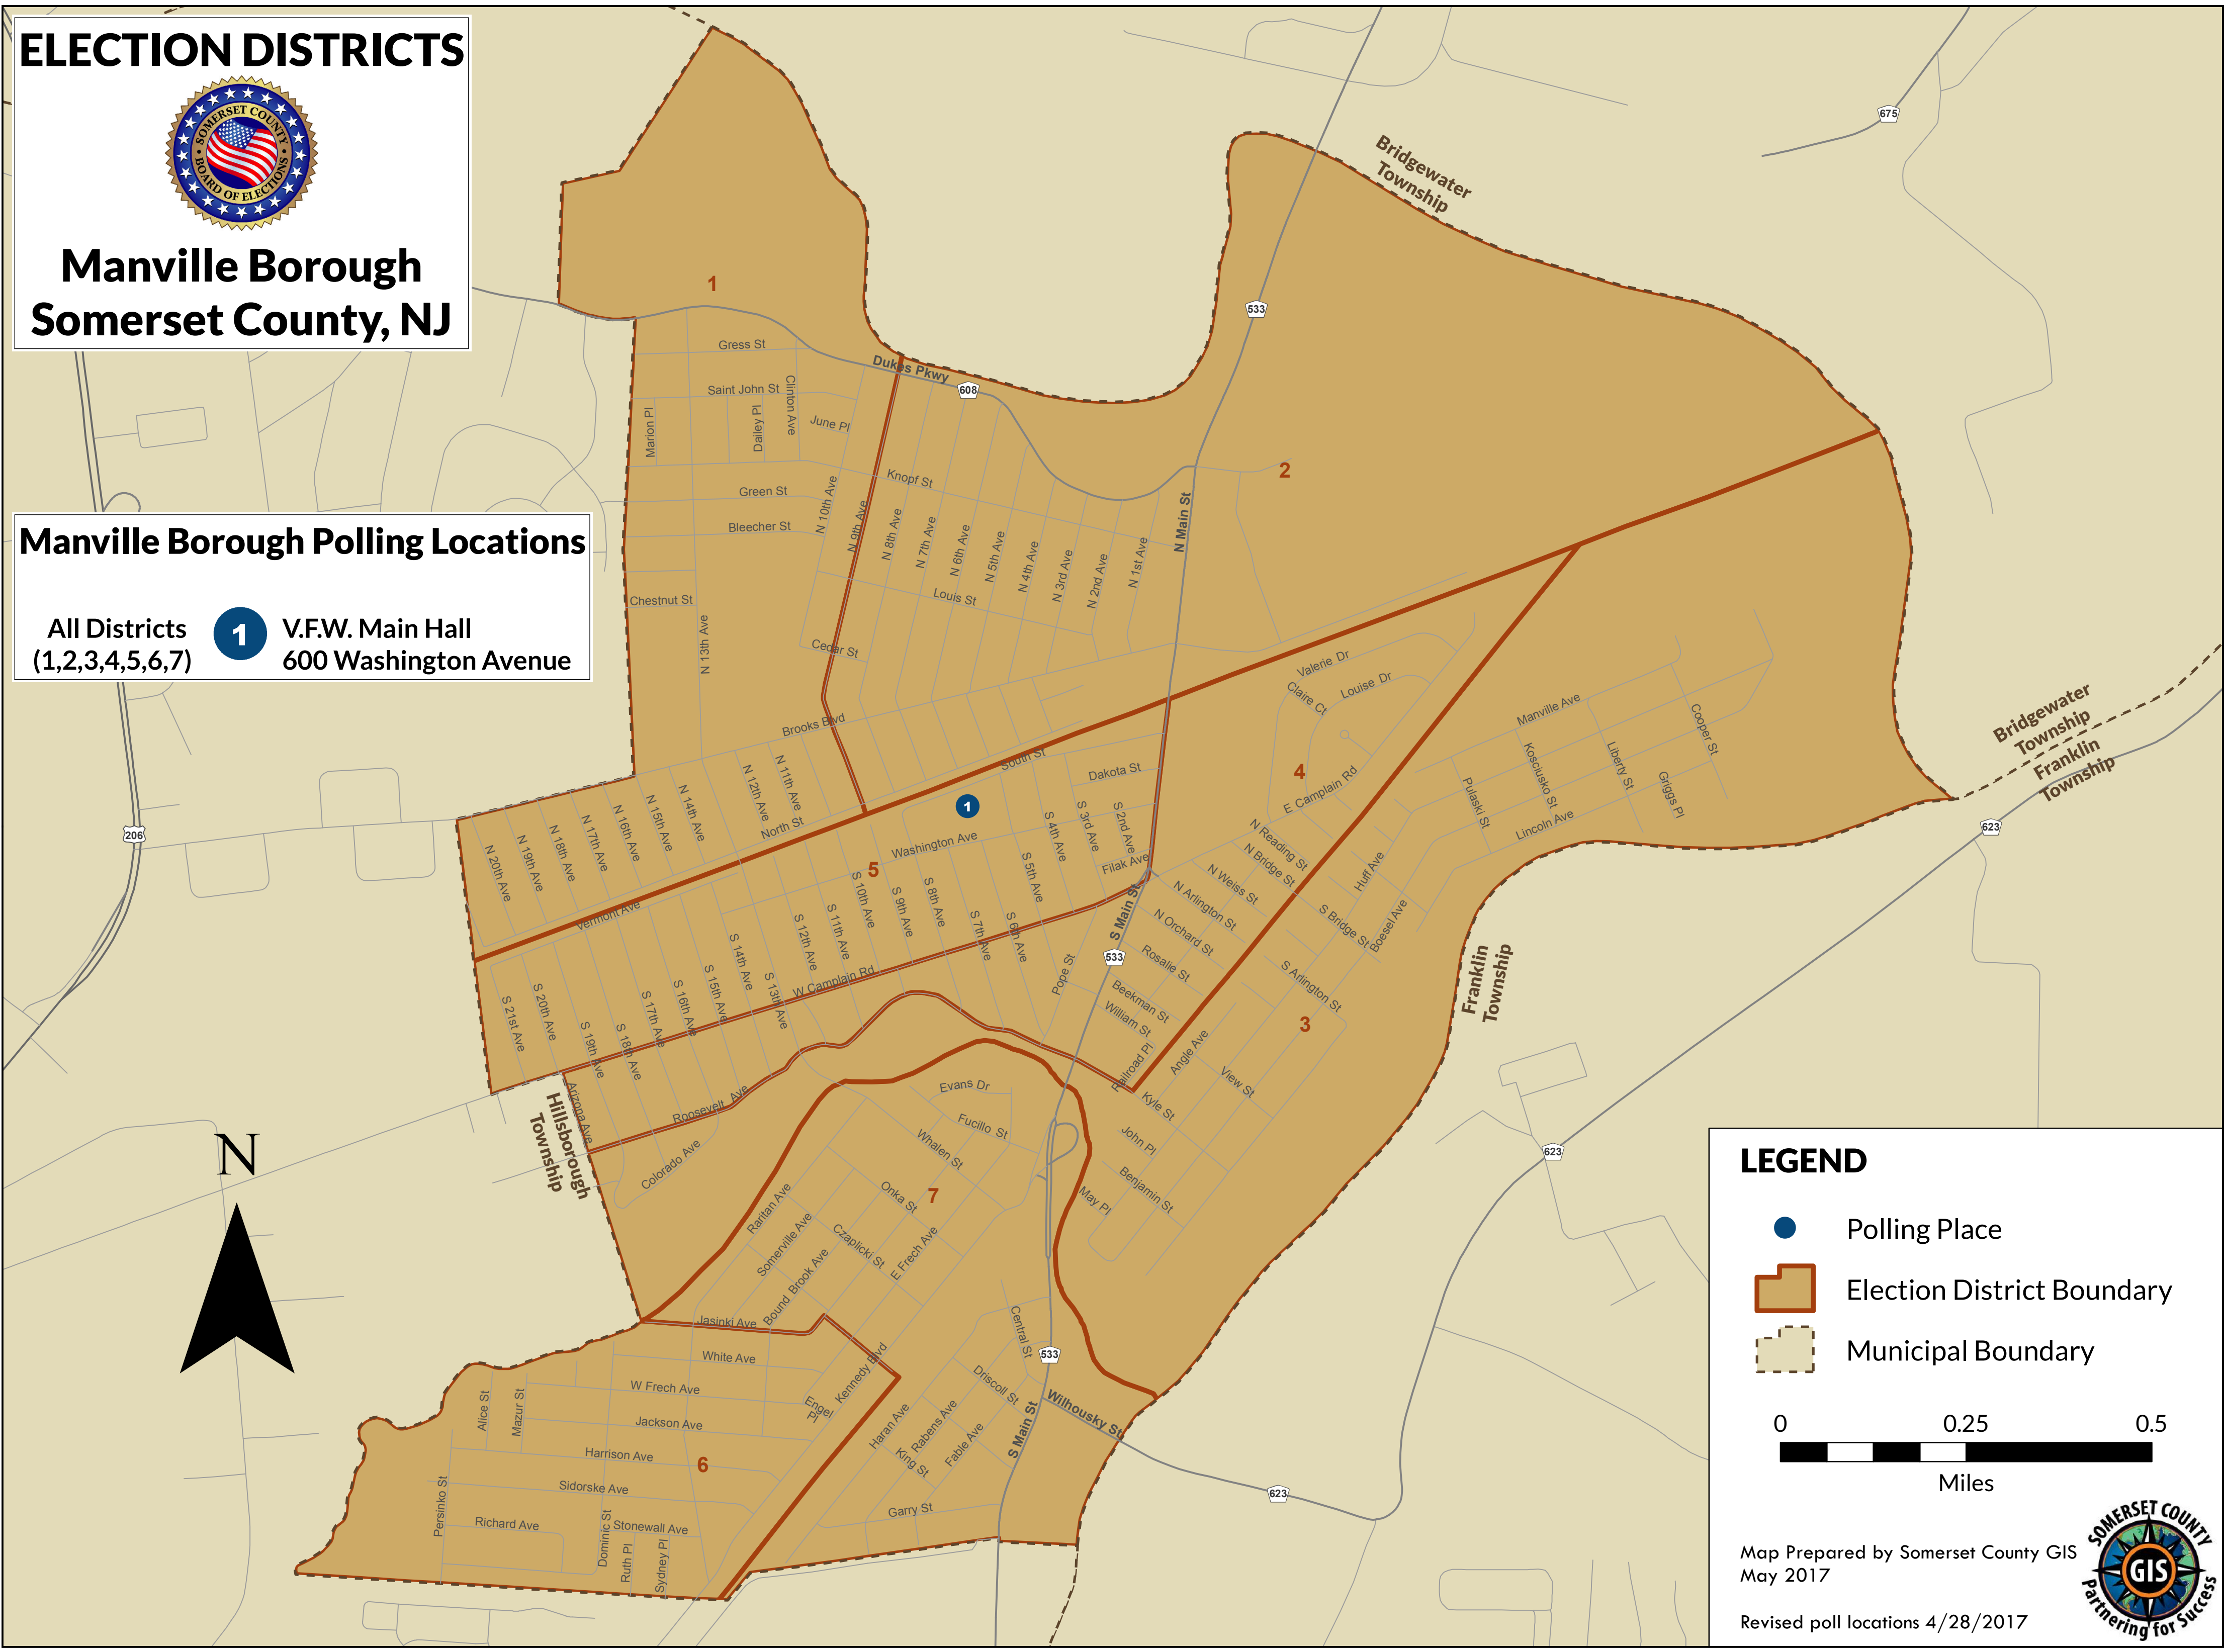 ELECTION DISTRICTS
SOMERSET COUNTY
BOARD OF ELECTIONS
Manville Borough
Somerset County, NJ
Manville Borough Polling Locations
All Districts
(1,2,3,4,5,6,7)
1
V.F.W. Main Hall
600 Washington Avenue
Bridgewater
Township
675
533
1
Gress St
Dukes Pkwy
608
Saint John St
Clinton Ave
Marion Pl
Dailey Pl
June Pl
2
Knopf St
Green St
Bleecher St
N 10th Ave
N 9th Ave
N 8th Ave
N 7th Ave
N 6th Ave
N 5th Ave
N 4th Ave
N 3rd Ave
N 2nd Ave
N 1st Ave
N Main St
Louis St
Chestnut St
N 13th Ave
Cedar St
Brooks Blvd
Valerie Dr
Claire Ct
Louise Dr
Manville Ave
Cooper St
Kosciusko St
Liberty St
Griggs Pl
Pulaski St
Lincoln Ave
Bridgewater
Township
Franklin
Township
623
206
South St
Dakota St
4
E Camplain Rd
N 20th Ave
N 19th Ave
N 18th Ave
N 17th Ave
N 16th Ave
N 15th Ave
N 14th Ave
N 12th Ave
N 11th Ave
North St
1
Washington Ave
S 4th Ave
S 3rd Ave
S 2nd Ave
Filak Ave
5
S 5th Ave
N Reading St
N Bridge St
N Weiss St
N Arlington St
N Orchard St
Rosalie St
Huff Ave
S Bridge St
Boesel Ave
S Main St
533
Vermont Ave
S 21st Ave
S 20th Ave
S 19th Ave
S 18th Ave
S 17th Ave
S 16th Ave
S 15th Ave
S 14th Ave
S 13th Ave
S 12th Ave
S 11th Ave
S 10th Ave
S 9th Ave
S 8th Ave
S 7th Ave
S 6th Ave
W Camplain Rd
Pope St
Beekman St
William St
Railroad Pl
Angle Ave
S Arlington St
3
View St
Kyle St
John Pl
Benjamin St
May Pl
Franklin
Township
Hillsborough
Township
Arizona Ave
Roosevelt Ave
Colorado Ave
Evans Dr
Fucillo St
Whalen St
7
Onka St
Raritan Ave
Somerville Ave
Czaplicki St
Bound Brook Ave
E Frech Ave
Jasinki Ave
White Ave
W Frech Ave
Jackson Ave
Harrison Ave
Sidorske Ave
Richard Ave
Stonewall Ave
Alice St
Mazur St
Persinko St
Dominic St
Ruth Pl
Sydney Pl
6
Engel
Pl
Kennedy Blvd
Central St
533
Driscoll St
Wilhousky St
S Main St
Haran Ave
Rabens Ave
Fable Ave
King St
Garry St
623
623
N
LEGEND
Polling Place
Election District Boundary
Municipal Boundary
0 0.25 0.5
Miles
Map Prepared by Somerset County GIS
May 2017
Revised poll locations 4/28/2017
SOMERSET COUNTY
GIS
Partnering for Success